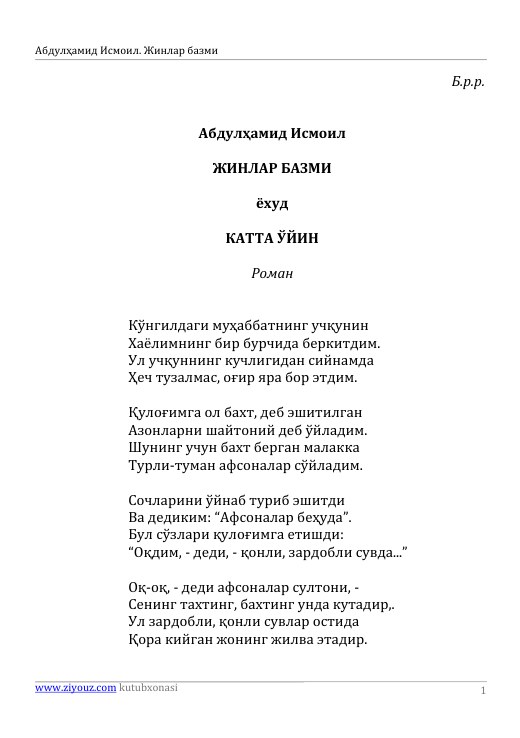 Абдулҳамид Исмоил. Жинлар базми
Б.р.р.
Абдулҳамид Исмоил
ЖИНЛАР БАЗМИ
ёхуд
КАТТА ЎЙИН
Роман
Кўнгилдаги муҳаббатнинг учқунин
Хаёлимнинг бир бурчида беркитдим.
Ул учқуннинг кучлигидан сийнамда
Ҳеч тузалмас, оғир яра бор этдим.
Қулоғимга ол бахт, деб эшитилган
Азонларни шайтоний деб ўйладим.
Шунинг учун бахт берган малакка
Турли-туман афсоналар сўйладим.
Сочларини ўйнаб туриб эшитди
Ва дедиким: “Афсоналар беҳуда”.
Бул сўзлари қулоғимга етишди:
“Оқдим, - деди, - қонли, зардобли сувда...”
Оқ-оқ, - деди афсоналар султони, -
Сенинг тахтинг, бахтинг унда кутадир,.
Ул зардобли, қонли сувлар остида
Қора кийган жонинг жилва этадир.
www.ziyouz.com kutubxonasi
1